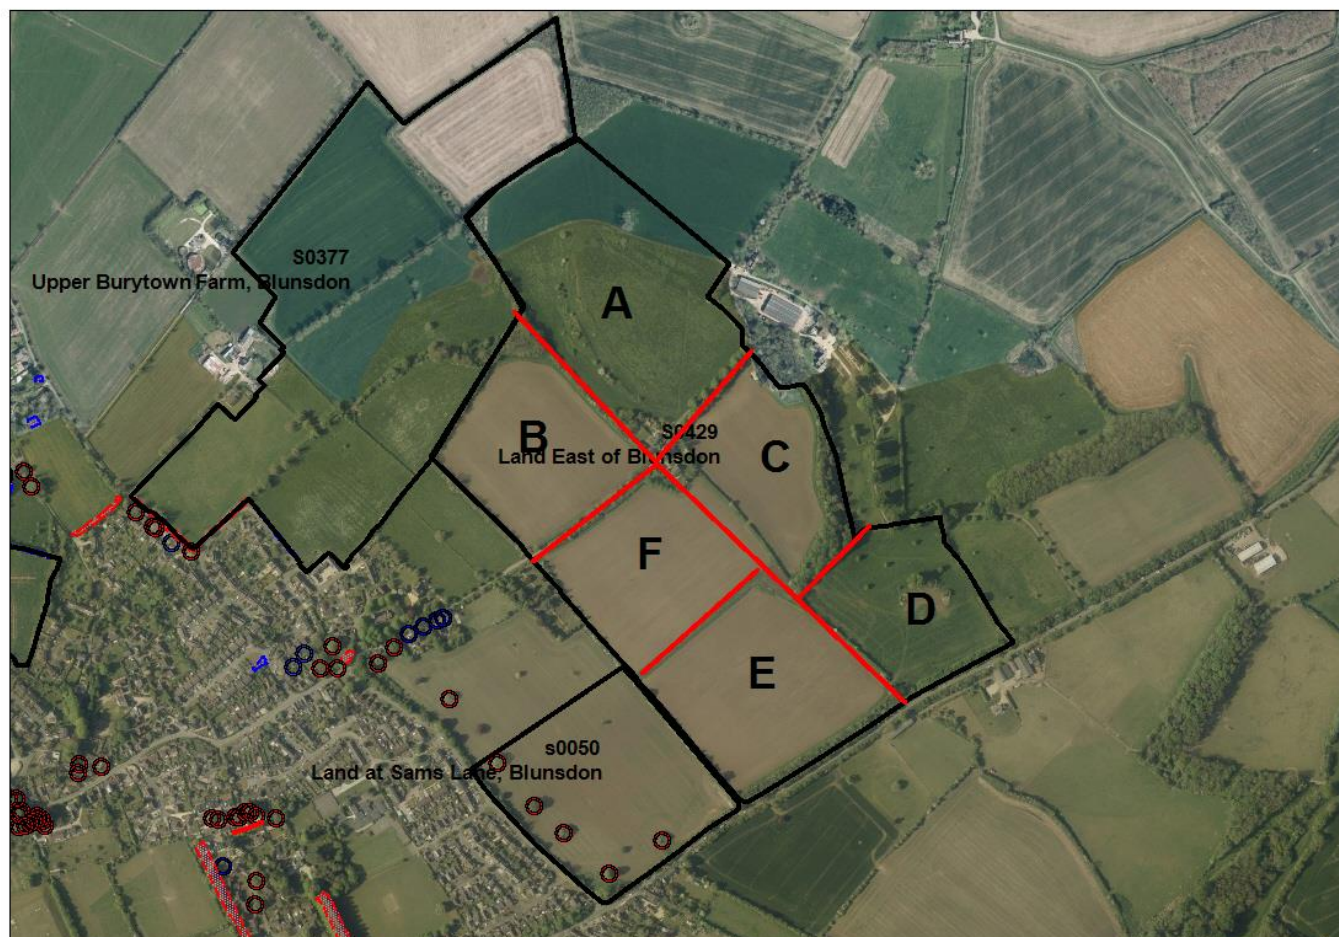 S0377
Upper Burytown Farm, Blunsdon
A
B
S0429
Land East of Blunsdon
C
F
D
E
s0050
Land at Sams Lane, Blunsdon